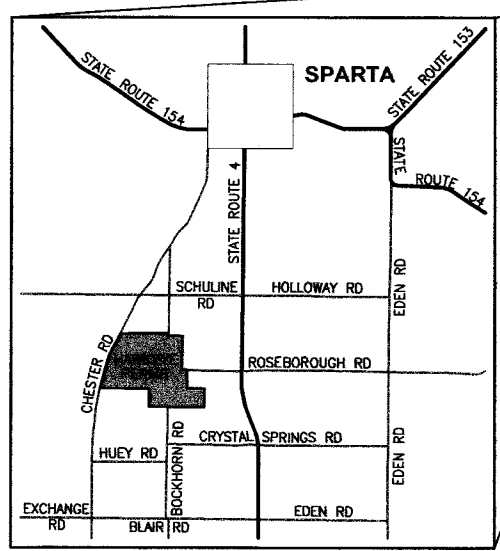 SPARTA
STATE ROUTE 153
STATE ROUTE 154
STATE
ROUTE 154
STATE ROUTE 4
SCHULINE
RD
HOLLOWAY RD
EDEN RD
CHESTER RD
ROSEBOROUGH RD
CRYSTAL SPRINGS RD
HUEY RD
BOCKHORN RD
EDEN RD
EXCHANGE
RD
BLAIR RD
EDEN RD